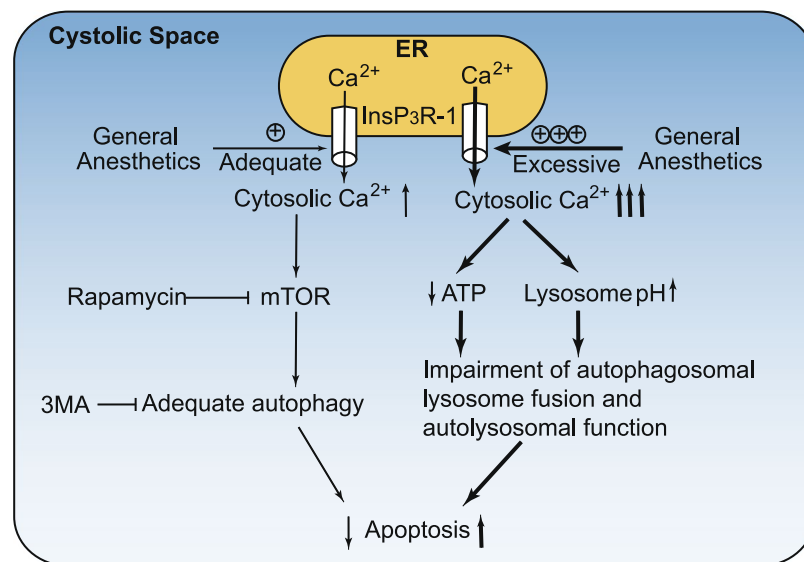 Cystolic Space
ER
Ca²⁺
Ca²⁺
InsP₃R-1
General
Anesthetics
⊕
Adequate
⊕⊕⊕
Excessive
General
Anesthetics
Cytosolic Ca²⁺ ↑
Cytosolic Ca²⁺ ↑↑↑
Rapamycin
mTOR
↓ ATP
Lysosome pH ↑
3MA
Adequate autophagy
Impairment of autophagosomal
lysosome fusion and
autolysosomal function
↓ Apoptosis ↑